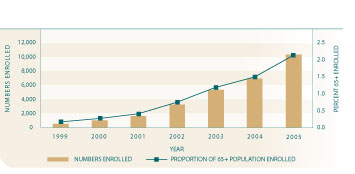 12,000
10,000
8,000
6,000
4,000
2,000
0
NUMBERS ENROLLED
2.5
2.0
1.5
1.0
0.5
0.0
PERCENT 65+ ENROLLED
1999 2000 2001 2002 2003 2004 2005
YEAR
NUMBERS ENROLLED PROPORTION OF 65+ POPULATION ENROLLED